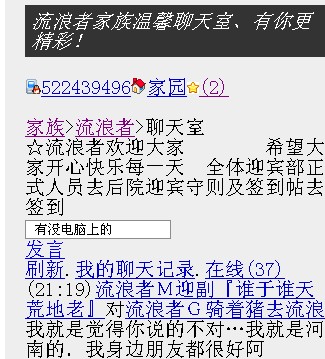 流浪者家族温馨聊天室、有你更
精彩！
522439496家园(2)
家族>流浪者>聊天室
☆流浪者欢迎大家 希望大
家开心快乐每一天 全体迎宾部正
式人员去后院迎宾守则及签到帖去
签到
有没电脑上的
发言
刷新.我的聊天记录.在线(37)
(21:19)流浪者M迎副『谁于谁天
荒地老』对流浪者G骑着猪去流浪
我就是觉得你说的不对…我就是河
南的．我身边朋友都很好阿